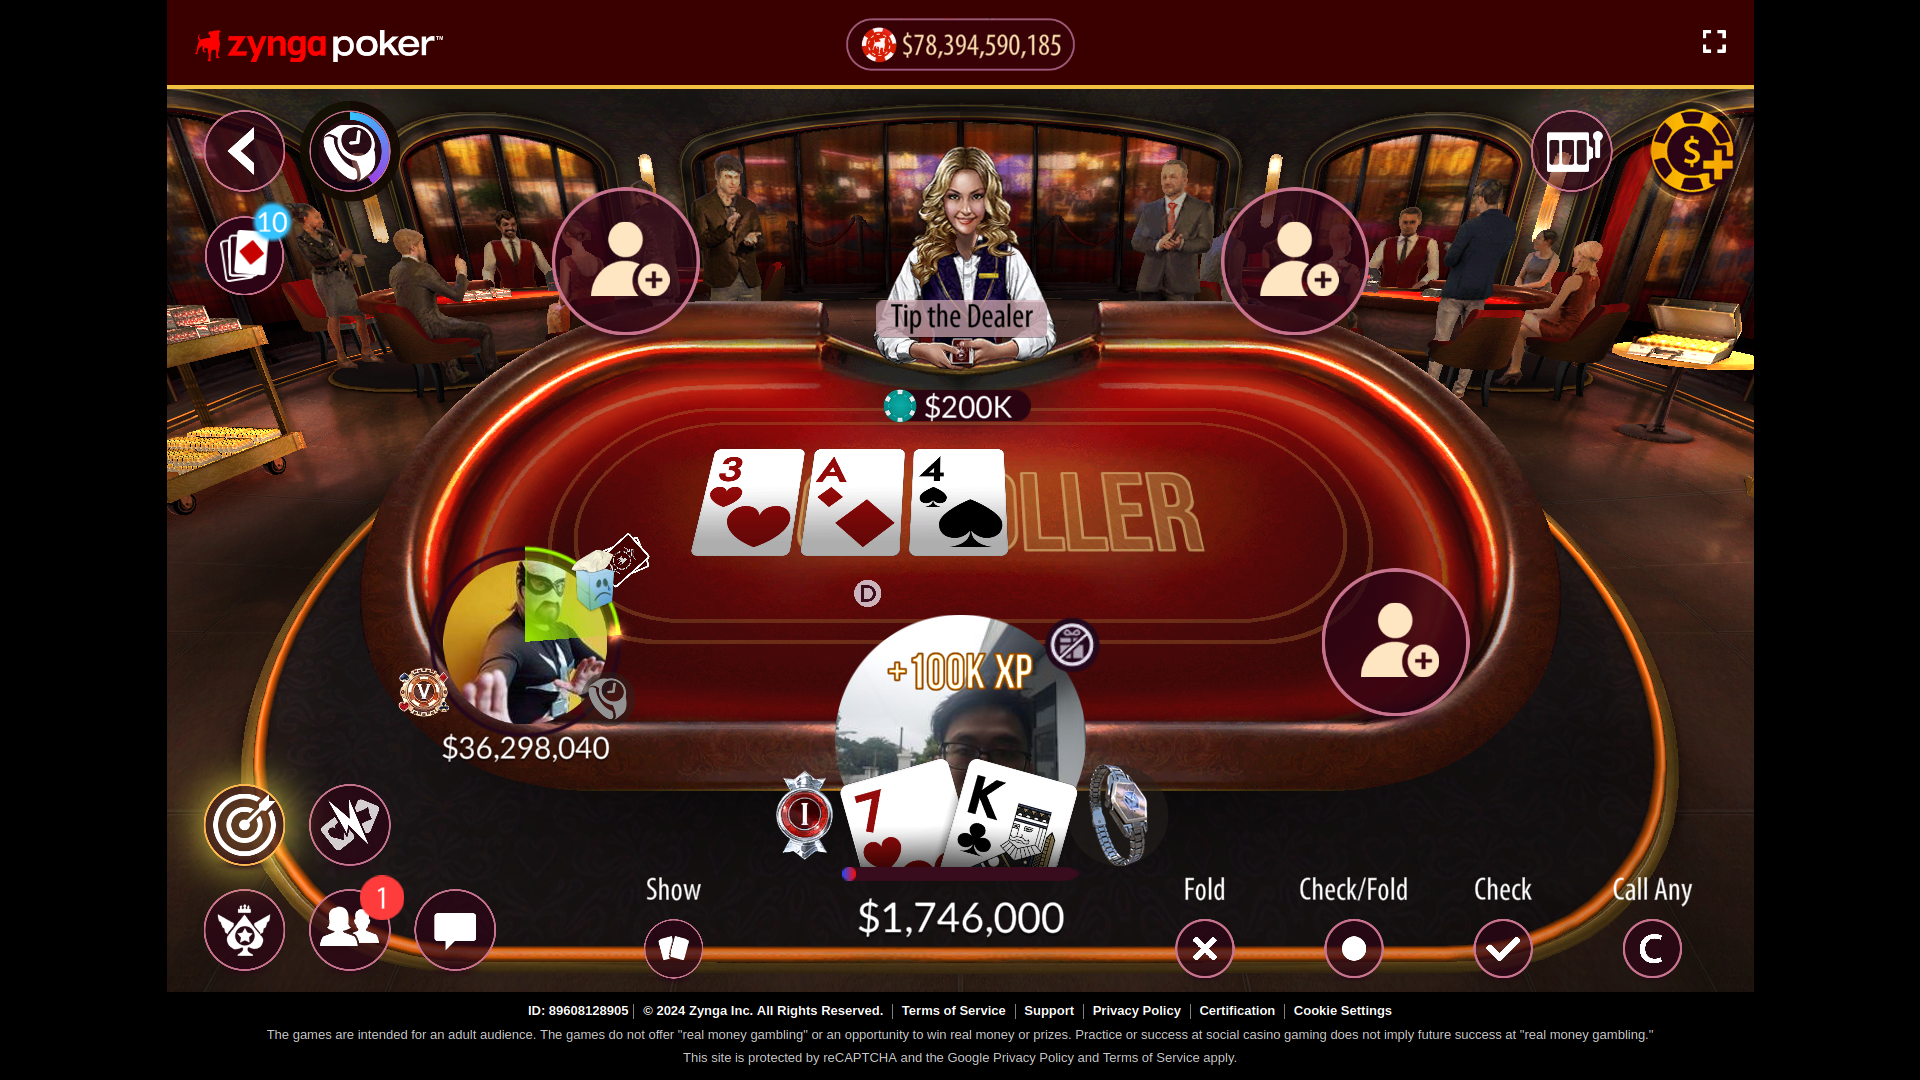 zynga poker™
$78,394,590,185
10
Tip the Dealer
$200K
3
A
4
OLLER
D
+100K XP
V
$36,298,040
I
7
K
1
Show
$1,746,000
Fold
Check/Fold
Check
Call Any
C
ID: 89608128905 | © 2024 Zynga Inc. All Rights Reserved. | Terms of Service | Support | Privacy Policy | Certification | Cookie Settings
The games are intended for an adult audience. The games do not offer "real money gambling" or an opportunity to win real money or prizes. Practice or success at social casino gaming does not imply future success at "real money gambling."
This site is protected by reCAPTCHA and the Google Privacy Policy and Terms of Service apply.